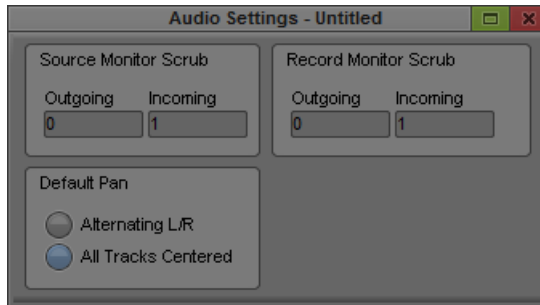 Audio Settings - Untitled
Source Monitor Scrub
Outgoing Incoming
0 1
Record Monitor Scrub
Outgoing Incoming
0 1
Default Pan
Alternating L/R
All Tracks Centered